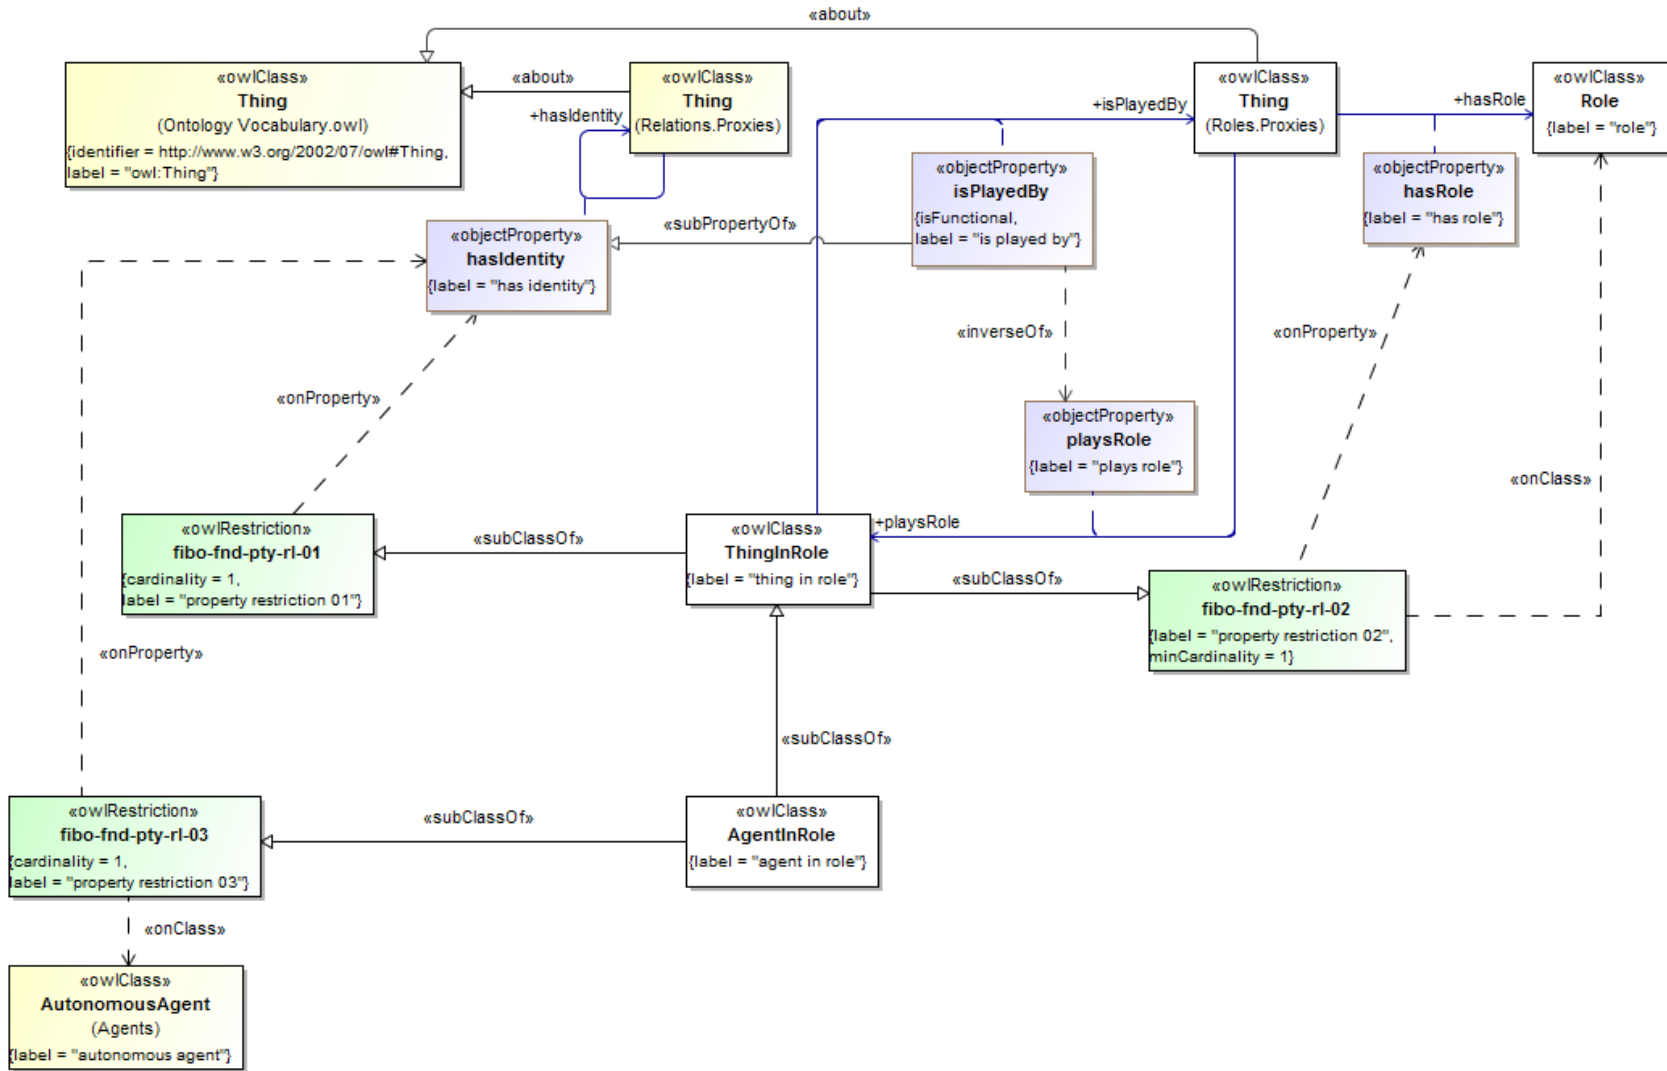 «about»
«owlClass»
Thing
(Ontology Vocabulary.owl)
{identifier = http://www.w3.org/2002/07/owl#Thing,
label = "owl:Thing"}
«about»
«owlClass»
Thing
(Relations.Proxies)
+hasIdentity
+isPlayedBy
«owlClass»
Thing
(Roles.Proxies)
+hasRole
«owlClass»
Role
{label = "role"}
«objectProperty»
isPlayedBy
{isFunctional,
label = "is played by"}
«objectProperty»
hasRole
{label = "has role"}
«subPropertyOf»
«objectProperty»
hasIdentity
{label = "has identity"}
«inverseOf»
«onProperty»
«onProperty»
«objectProperty»
playsRole
{label = "plays role"}
«onClass»
«owlRestriction»
fibo-fnd-pty-rl-01
{cardinality = 1,
label = "property restriction 01"}
«subClassOf»
«owlClass»
ThingInRole
{label = "thing in role"}
+playsRole
«subClassOf»
«owlRestriction»
fibo-fnd-pty-rl-02
{label = "property restriction 02",
minCardinality = 1}
«onProperty»
«subClassOf»
«owlRestriction»
fibo-fnd-pty-rl-03
{cardinality = 1,
label = "property restriction 03"}
«subClassOf»
«owlClass»
AgentInRole
{label = "agent in role"}
«onClass»
«owlClass»
AutonomousAgent
(Agents)
{label = "autonomous agent"}